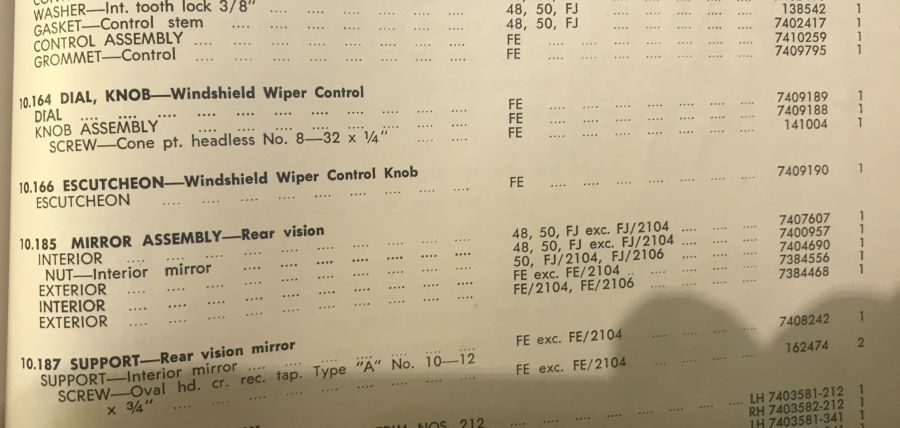 WASHER—Int. tooth lock 3/8" .... .... .... .... .... 48, 50, FJ .... .... .... .... .... 138542 1
GASKET—Control stem .... .... .... .... .... .... 48, 50, FJ .... .... .... .... .... 7402417 1
CONTROL ASSEMBLY .... .... .... .... .... .... .... FE .... .... .... .... .... 7410259 1
GROMMET—Control .... .... .... .... .... .... FE .... .... .... .... .... 7409795 1
10.164 DIAL, KNOB—Windshield Wiper Control
DIAL .... .... .... .... .... .... .... .... .... .... FE .... .... .... .... .... 7409189 1
KNOB ASSEMBLY .... .... .... .... .... .... .... FE .... .... .... .... .... 7409188 1
SCREW—Cone pt. headless No. 8—32 x 1/4" .... .... FE .... .... .... .... .... 141004 1
10.166 ESCUTCHEON—Windshield Wiper Control Knob
ESCUTCHEON .... .... .... .... .... .... .... FE .... .... .... .... .... 7409190 1
10.185 MIRROR ASSEMBLY—Rear vision
INTERIOR .... .... .... .... .... .... .... .... 48, 50, FJ exc. FJ/2104 .... .... 7407607 1
NUT—Interior mirror .... .... .... .... .... .... 48, 50, FJ exc. FJ/2104 .... .... 7400957 1
EXTERIOR .... .... .... .... .... .... .... .... 50, FJ/2104, FJ/2106 .... .... 7404690 1
INTERIOR .... .... .... .... .... .... .... .... FE exc. FE/2104 .. .... .... .... 7384556 1
EXTERIOR .... .... .... .... .... .... .... .... FE/2104, FE/2106 .... .... .... 7384468 1
10.187 SUPPORT—Rear vision mirror
SUPPORT—Interior mirror .... .... .... .... .... FE exc. FE/2104 .... .... .... 7408242 1
SCREW—Oval hd. cr. rec. tap. Type "A" No. 10—12
x 3/4" .... .... .... .... .... .... .... FE exc. FE/2104 .... .... .... 162474 2
LH 7403581-212 1
NOS. 212 .... .... .... .... .... .... RH 7403582-212 1
LH 7403581-341 1